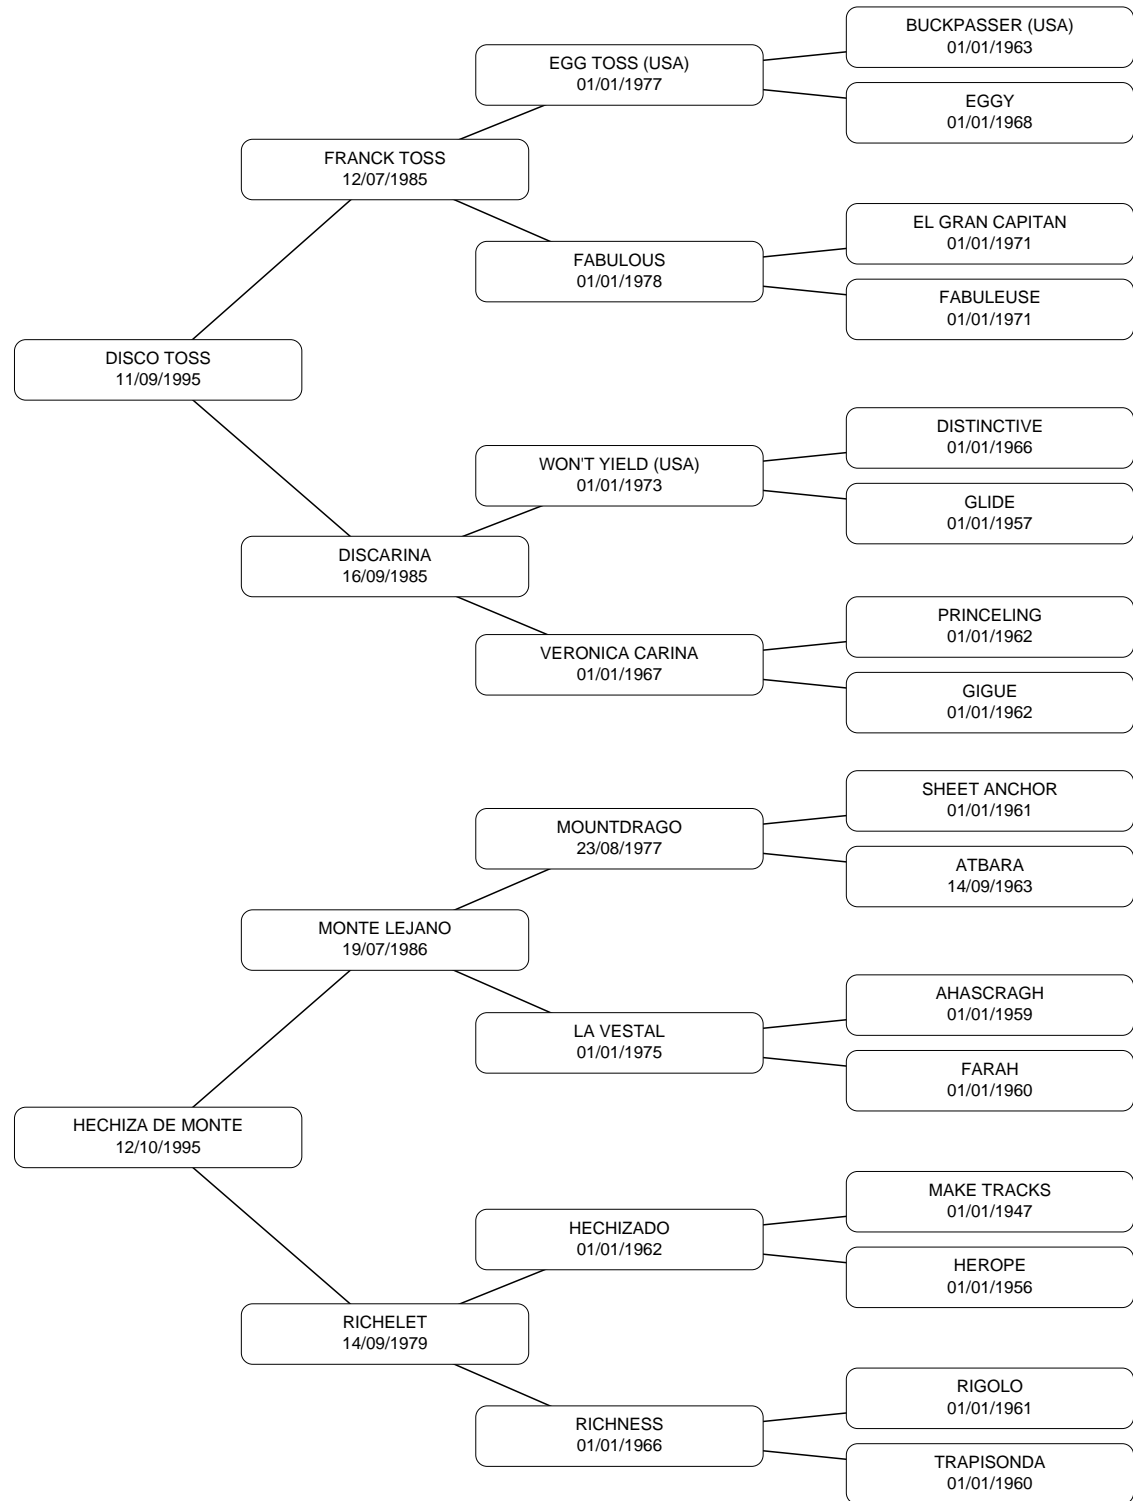 BUCKPASSER (USA)
01/01/1963
EGG TOSS (USA)
01/01/1977
EGGY
01/01/1968
FRANCK TOSS
12/07/1985
EL GRAN CAPITAN
01/01/1971
FABULOUS
01/01/1978
FABULEUSE
01/01/1971
DISCO TOSS
11/09/1995
DISTINCTIVE
01/01/1966
WON'T YIELD (USA)
01/01/1973
GLIDE
01/01/1957
DISCARINA
16/09/1985
PRINCELING
01/01/1962
VERONICA CARINA
01/01/1967
GIGUE
01/01/1962
SHEET ANCHOR
01/01/1961
MOUNTDRAGO
23/08/1977
ATBARA
14/09/1963
MONTE LEJANO
19/07/1986
AHASCRAGH
01/01/1959
LA VESTAL
01/01/1975
FARAH
01/01/1960
HECHIZA DE MONTE
12/10/1995
MAKE TRACKS
01/01/1947
HECHIZADO
01/01/1962
HEROPE
01/01/1956
RICHELET
14/09/1979
RIGOLO
01/01/1961
RICHNESS
01/01/1966
TRAPISONDA
01/01/1960